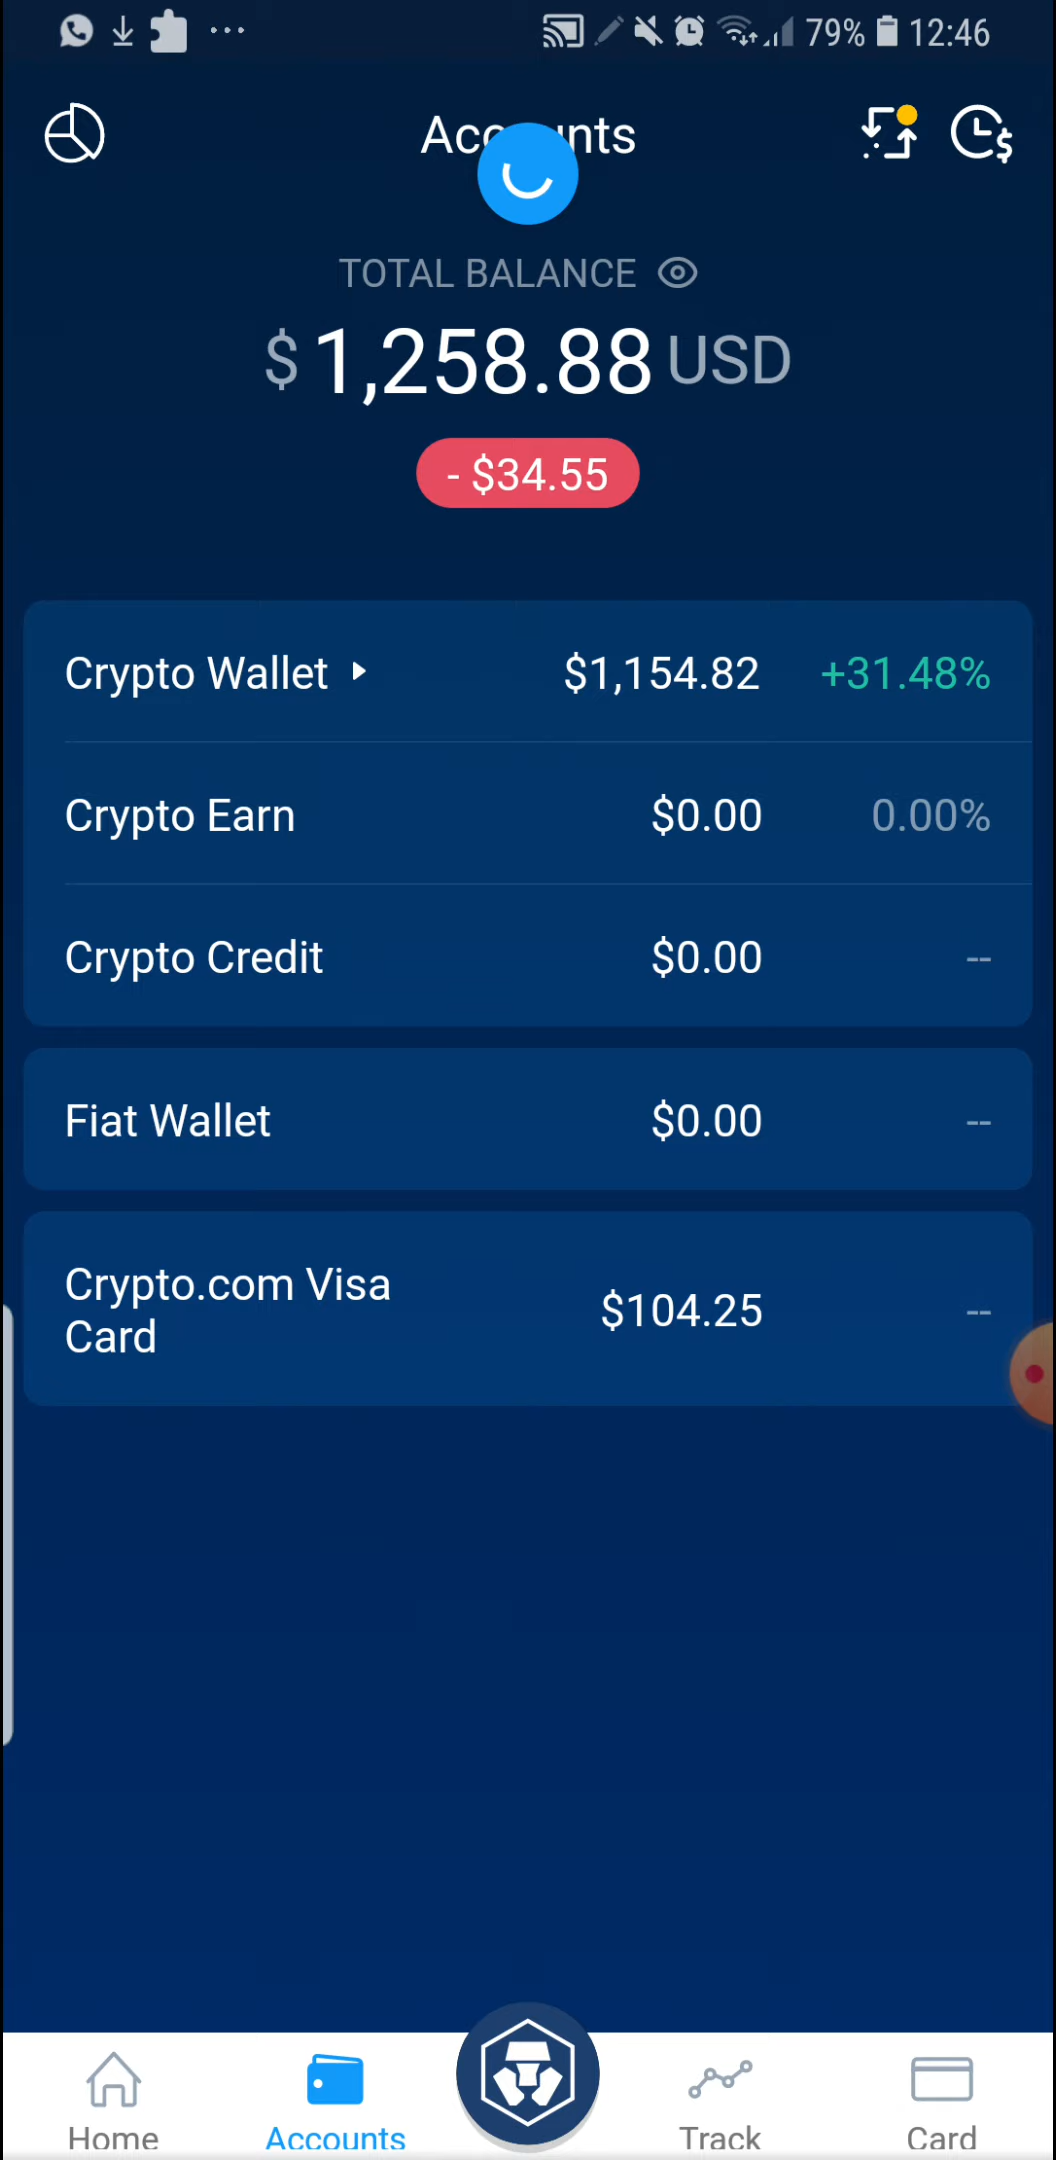 79% 12:46
Accounts
TOTAL BALANCE
$ 1,258.88 USD
- $34.55
Crypto Wallet $1,154.82 +31.48%
Crypto Earn $0.00 0.00%
Crypto Credit $0.00 --
Fiat Wallet $0.00 --
Crypto.com Visa
Card $104.25 --
Home Accounts Track Card